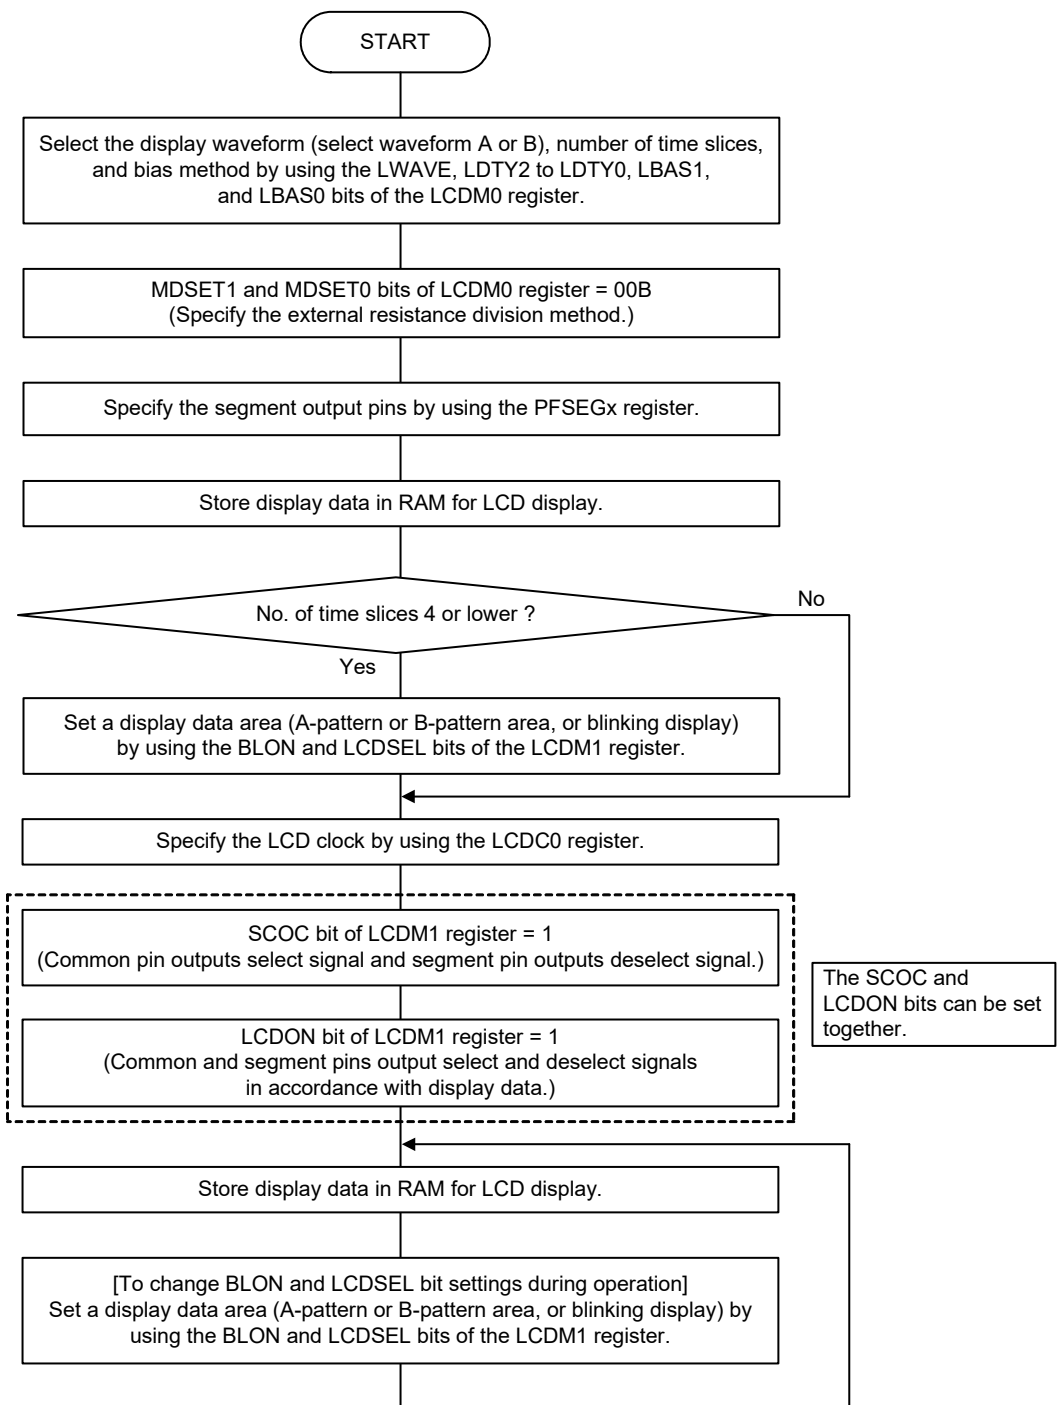 START
Select the display waveform (select waveform A or B), number of time slices,
and bias method by using the LWAVE, LDTY2 to LDTY0, LBAS1,
and LBAS0 bits of the LCDM0 register.
MDSET1 and MDSET0 bits of LCDM0 register = 00B
(Specify the external resistance division method.)
Specify the segment output pins by using the PFSEGx register.
Store display data in RAM for LCD display.
No. of time slices 4 or lower ?
No
Yes
Set a display data area (A-pattern or B-pattern area, or blinking display)
by using the BLON and LCDSEL bits of the LCDM1 register.
Specify the LCD clock by using the LCDC0 register.
SCOC bit of LCDM1 register = 1
(Common pin outputs select signal and segment pin outputs deselect signal.)
The SCOC and
LCDON bits can be set
together.
LCDON bit of LCDM1 register = 1
(Common and segment pins output select and deselect signals
in accordance with display data.)
Store display data in RAM for LCD display.
[To change BLON and LCDSEL bit settings during operation]
Set a display data area (A-pattern or B-pattern area, or blinking display) by
using the BLON and LCDSEL bits of the LCDM1 register.